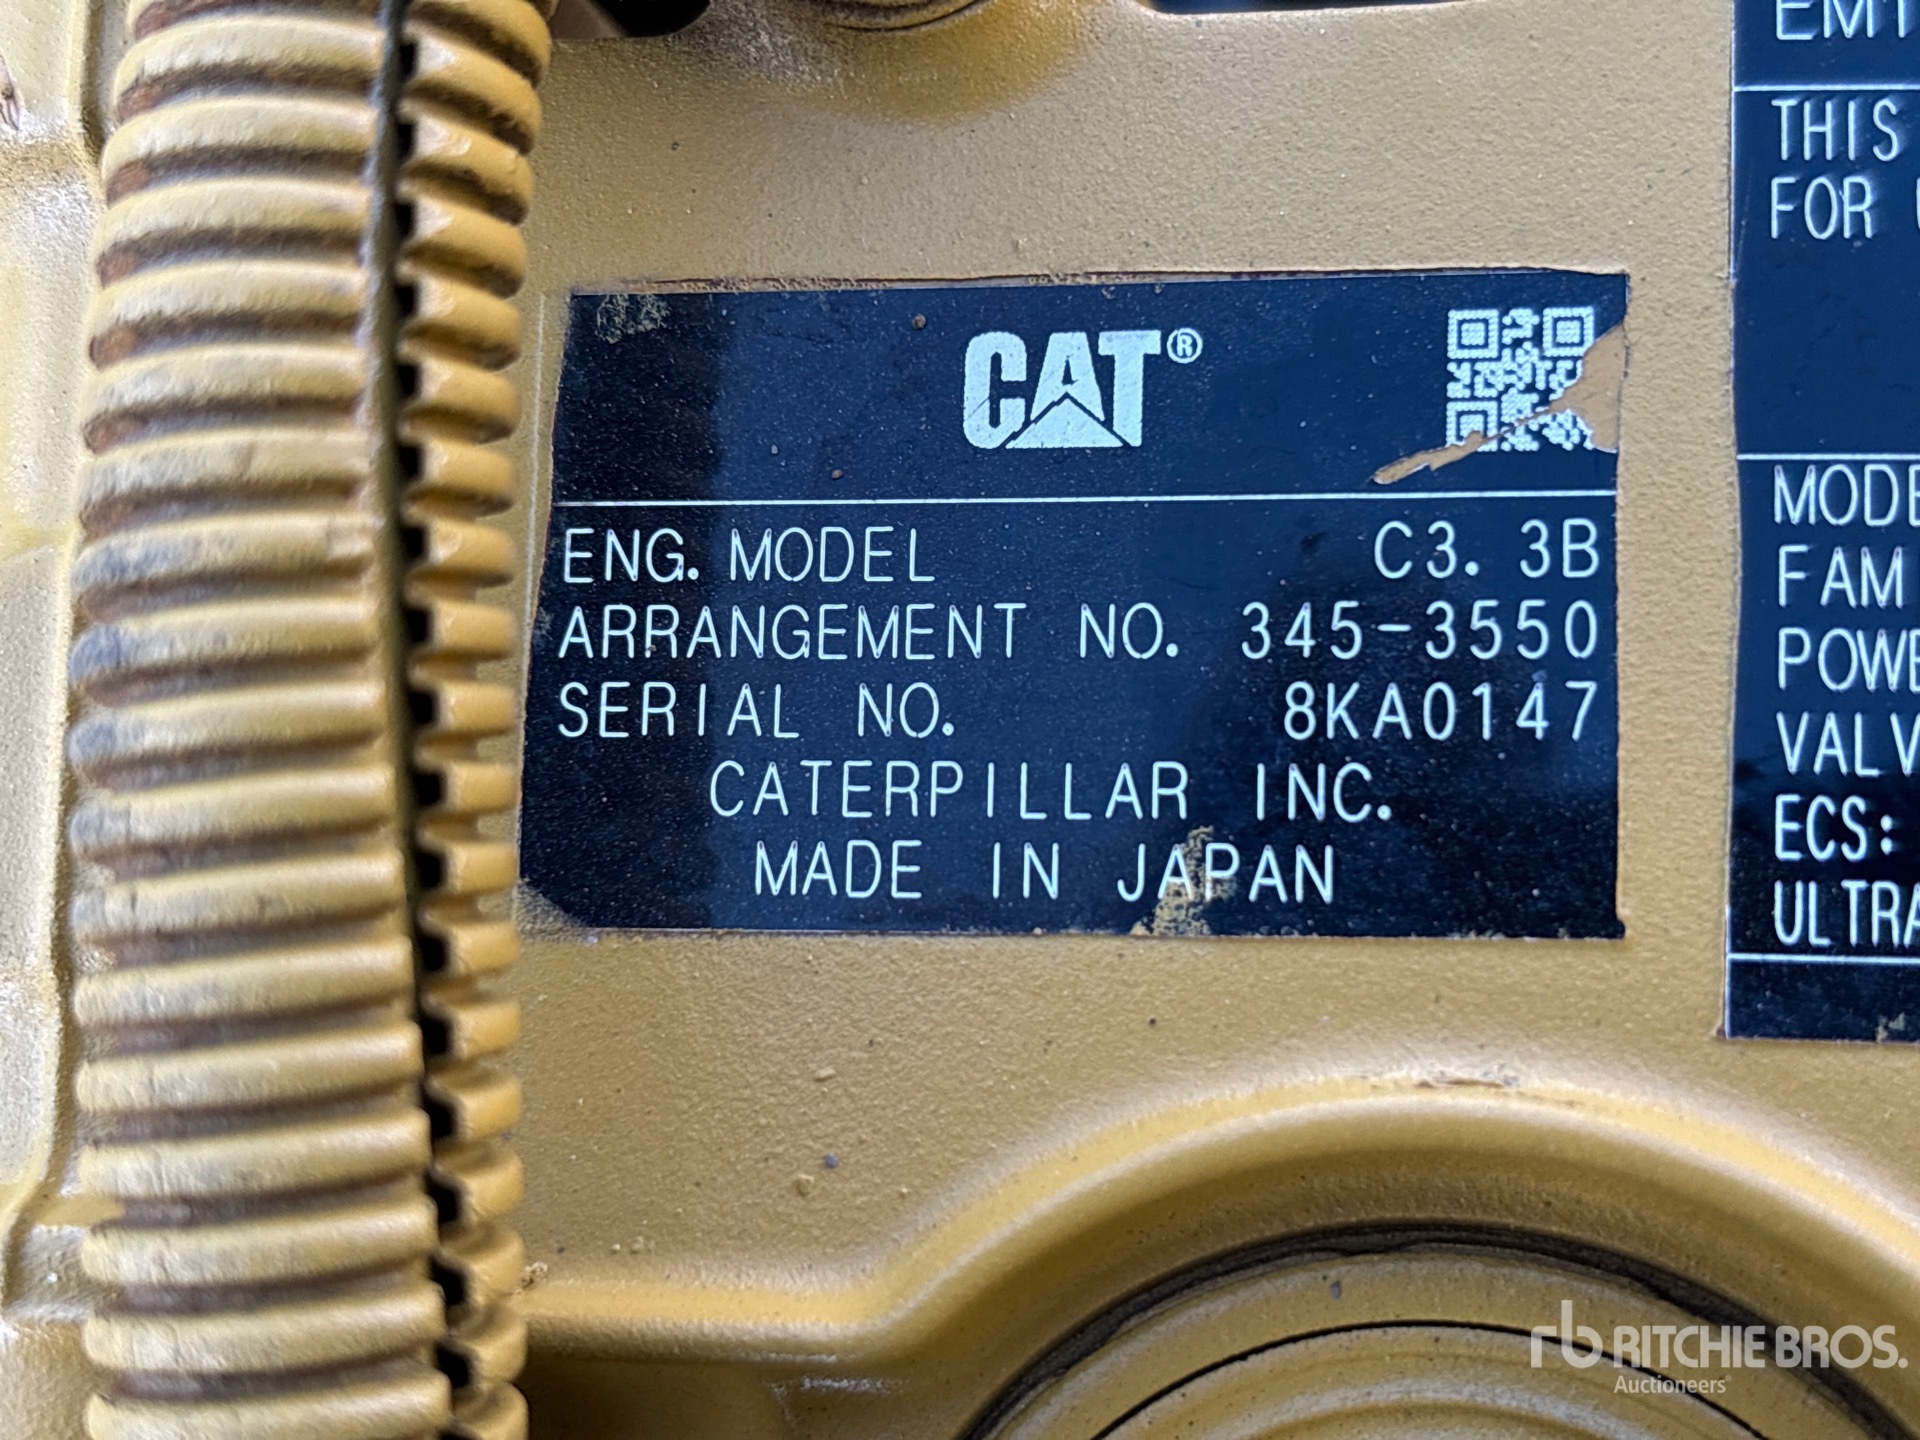 CAT®
ENG. MODEL C3.3B
ARRANGEMENT NO. 345-3550
SERIAL NO. 8KA0147
CATERPILLAR INC.
MADE IN JAPAN
THIS
FOR
MODE
FAM
POWE
VALV
ECS:
ULTRA
rb RITCHIE BROS.
Auctioneers